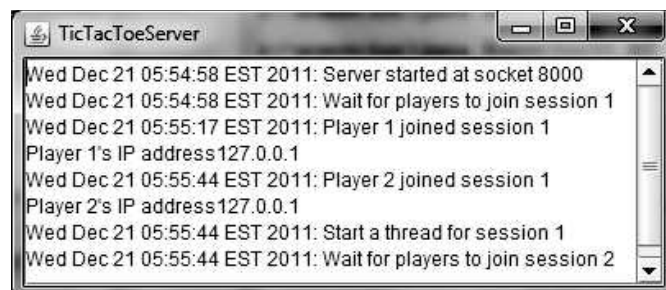 TicTacToeServer
Wed Dec 21 05:54:58 EST 2011: Server started at socket 8000
Wed Dec 21 05:54:58 EST 2011: Wait for players to join session 1
Wed Dec 21 05:55:17 EST 2011: Player 1 joined session 1
Player 1's IP address127.0.0.1
Wed Dec 21 05:55:44 EST 2011: Player 2 joined session 1
Player 2's IP address127.0.0.1
Wed Dec 21 05:55:44 EST 2011: Start a thread for session 1
Wed Dec 21 05:55:44 EST 2011: Wait for players to join session 2